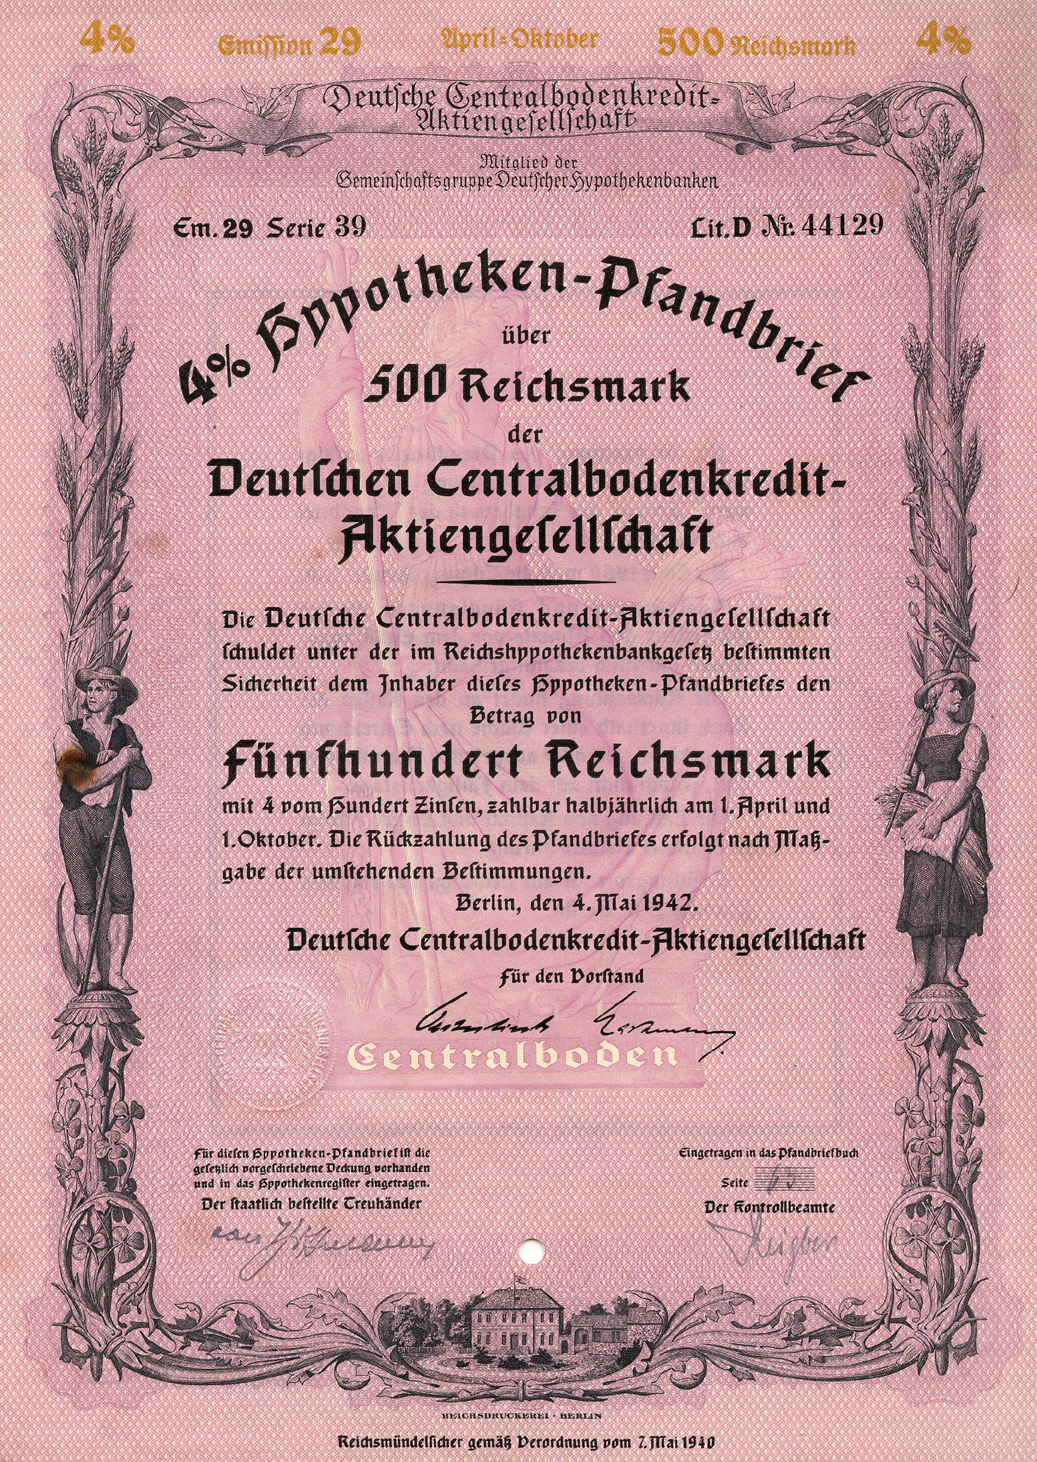 4% Emission 29 April=Oktober 500 Reichsmark 4%
Deutsche Centralbodenkredit=
Aktiengesellschaft
Mitglied der
Gemeinschaftsgruppe Deutscher Hypothekenbanken
Em. 29 Serie 39 Lit. D Nr. 44129
4% Hypotheken-Pfandbrief
über
500 Reichsmark
der
Deutschen Centralbodenkredit-
Aktiengesellschaft
Die Deutsche Centralbodenkredit-Aktiengesellschaft
schuldet unter der im Reichshypothekenbankgesetz bestimmten
Sicherheit dem Inhaber dieses Hypotheken-Pfandbriefes den
Betrag von
Fünfhundert Reichsmark
mit 4 vom Hundert Zinsen, zahlbar halbjährlich am 1. April und
1. Oktober. Die Rückzahlung des Pfandbriefes erfolgt nach Maß-
gabe der umstehenden Bestimmungen.
Berlin, den 4. Mai 1942.
Deutsche Centralbodenkredit-Aktiengesellschaft
Für den Vorstand
Centralboden
Für diesen Hypotheken-Pfandbrief ist die
gesetzlich vorgeschriebene Deckung vorhanden
und in das Hypothekenregister eingetragen.
Der staatlich bestellte Treuhänder
Eingetragen in das Pfandbriefbuch
Seite
Der Kontrollbeamte
REICHSDRUCKEREI · BERLIN
Reichsmündelsicher gemäß Verordnung vom 7. Mai 1940